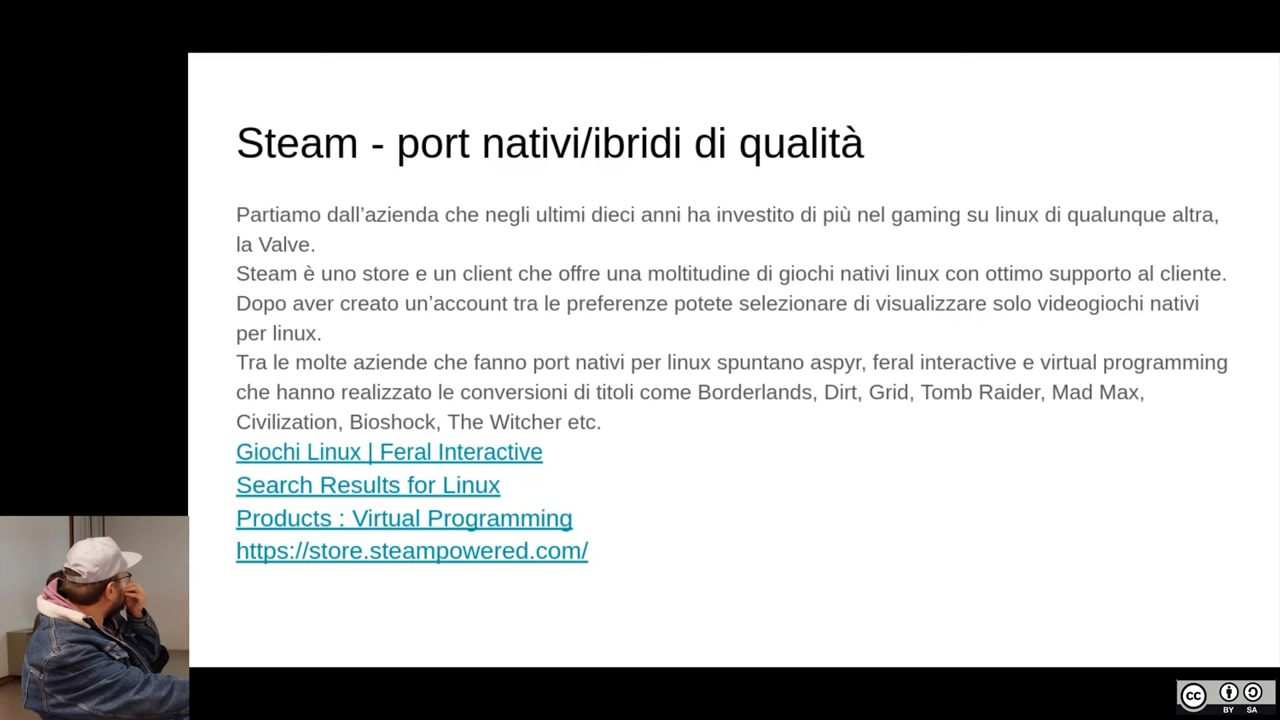 Steam - port nativi/ibridi di qualità
Partiamo dall’azienda che negli ultimi dieci anni ha investito di più nel gaming su linux di qualunque altra,
la Valve.
Steam è uno store e un client che offre una moltitudine di giochi nativi linux con ottimo supporto al cliente.
Dopo aver creato un’account tra le preferenze potete selezionare di visualizzare solo videogiochi nativi
per linux.
Tra le molte aziende che fanno port nativi per linux spuntano aspyr, feral interactive e virtual programming
che hanno realizzato le conversioni di titoli come Borderlands, Dirt, Grid, Tomb Raider, Mad Max,
Civilization, Bioshock, The Witcher etc.
Giochi Linux | Feral Interactive
Search Results for Linux
Products : Virtual Programming
https://store.steampowered.com/
cc
BY SA